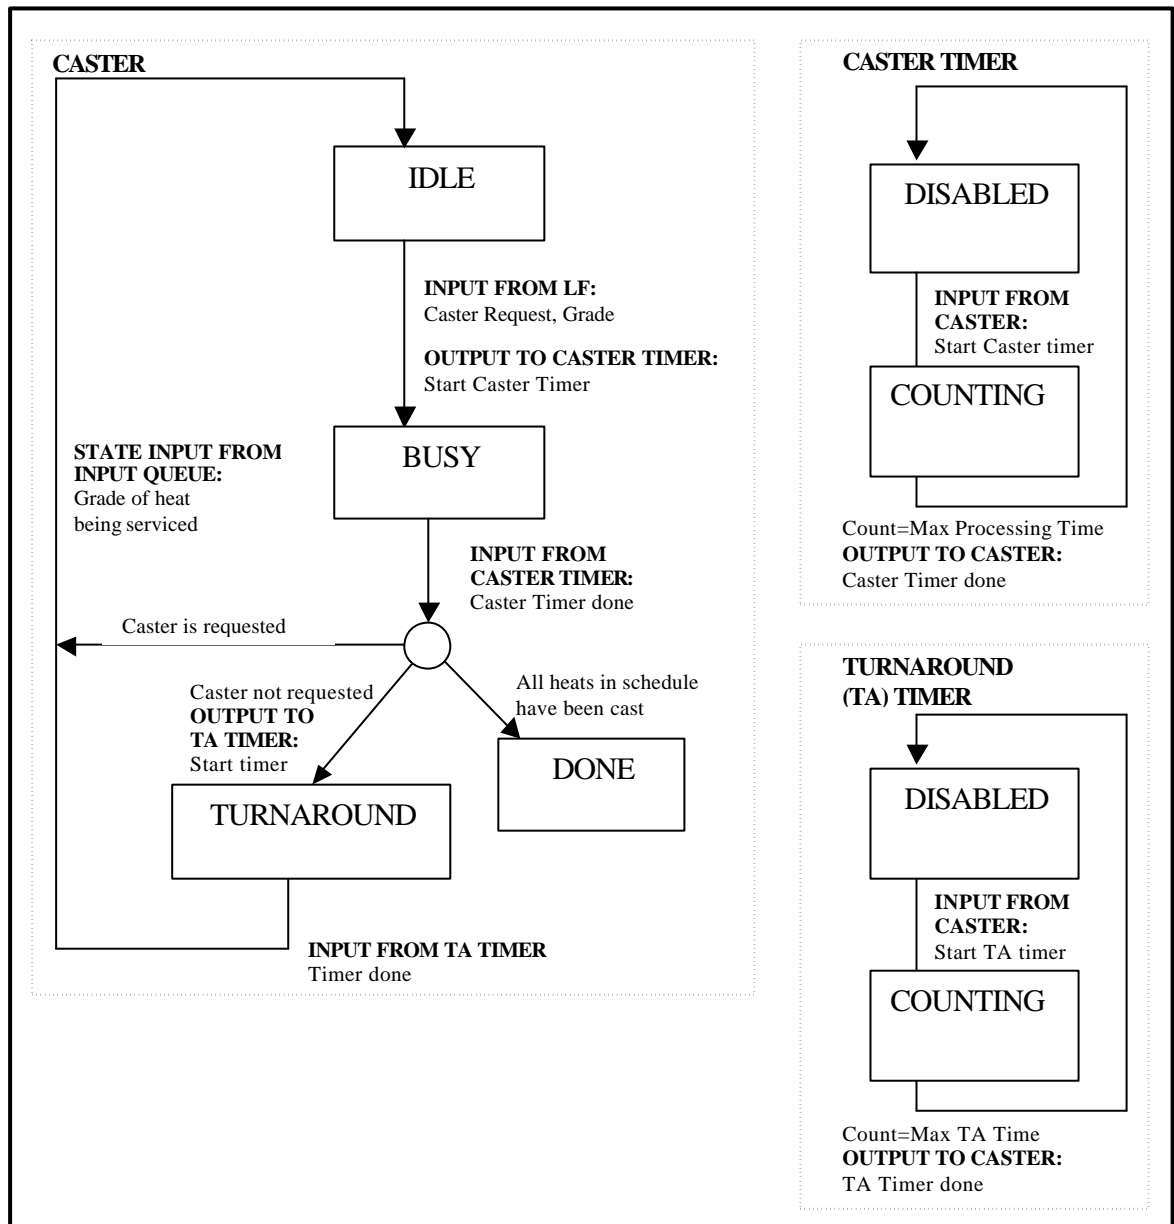 CASTER
IDLE
INPUT FROM LF:
Caster Request, Grade
OUTPUT TO CASTER TIMER:
Start Caster Timer
STATE INPUT FROM
INPUT QUEUE:
Grade of heat
being serviced
BUSY
INPUT FROM
CASTER TIMER:
Caster Timer done
Caster is requested
Caster not requested
OUTPUT TO
TA TIMER:
Start timer
All heats in schedule
have been cast
DONE
TURNAROUND
INPUT FROM TA TIMER
Timer done
CASTER TIMER
DISABLED
INPUT FROM
CASTER:
Start Caster timer
COUNTING
Count=Max Processing Time
OUTPUT TO CASTER:
Caster Timer done
TURNAROUND
(TA) TIMER
DISABLED
INPUT FROM
CASTER:
Start TA timer
COUNTING
Count=Max TA Time
OUTPUT TO CASTER:
TA Timer done